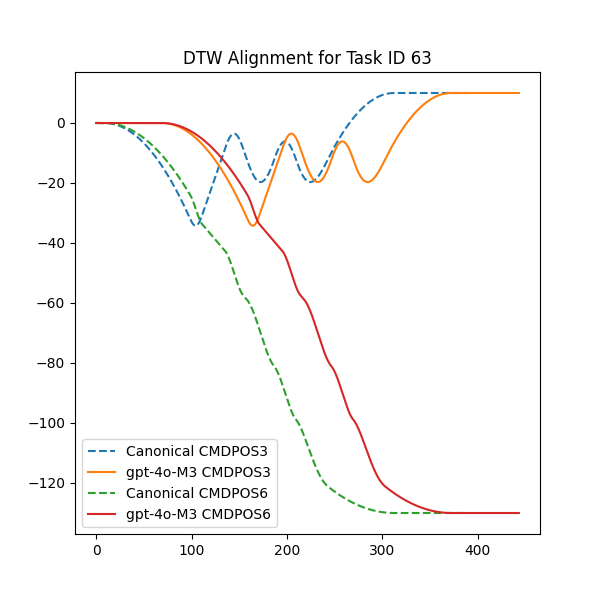 DTW Alignment for Task ID 63
0
−20
−40
−60
−80
−100
−120
Canonical CMDPOS3
gpt-4o-M3 CMDPOS3
Canonical CMDPOS6
gpt-4o-M3 CMDPOS6
0 100 200 300 400